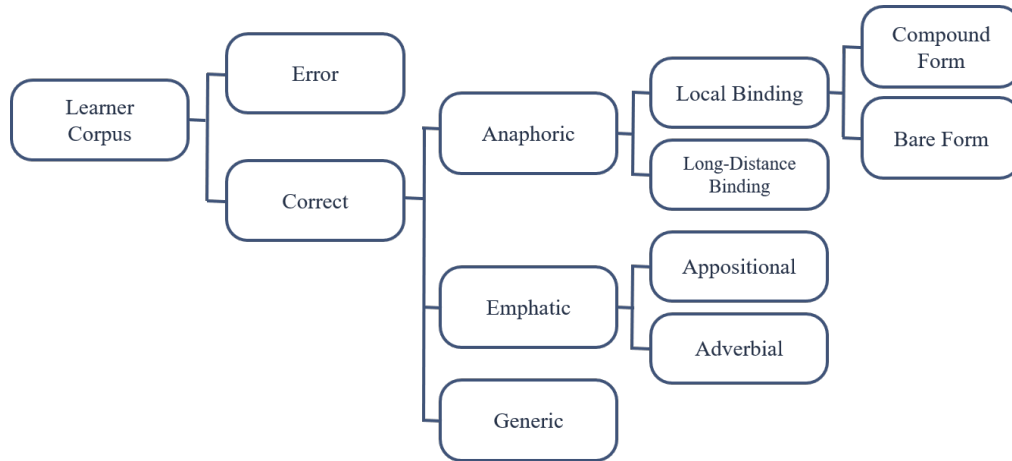 Learner
Corpus
Error
Correct
Anaphoric
Emphatic
Generic
Local Binding
Long-Distance
Binding
Appositional
Adverbial
Compound
Form
Bare Form